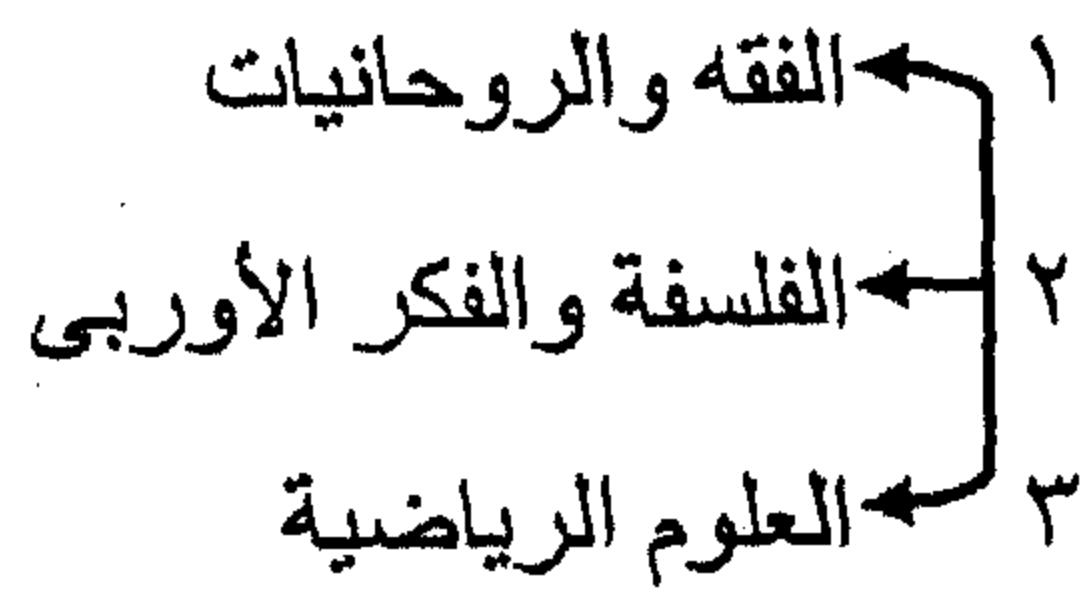 ١ الفقه والروحانيات
٢ الفلسفة والفكر الأوربى
٣ العلوم الرياضية